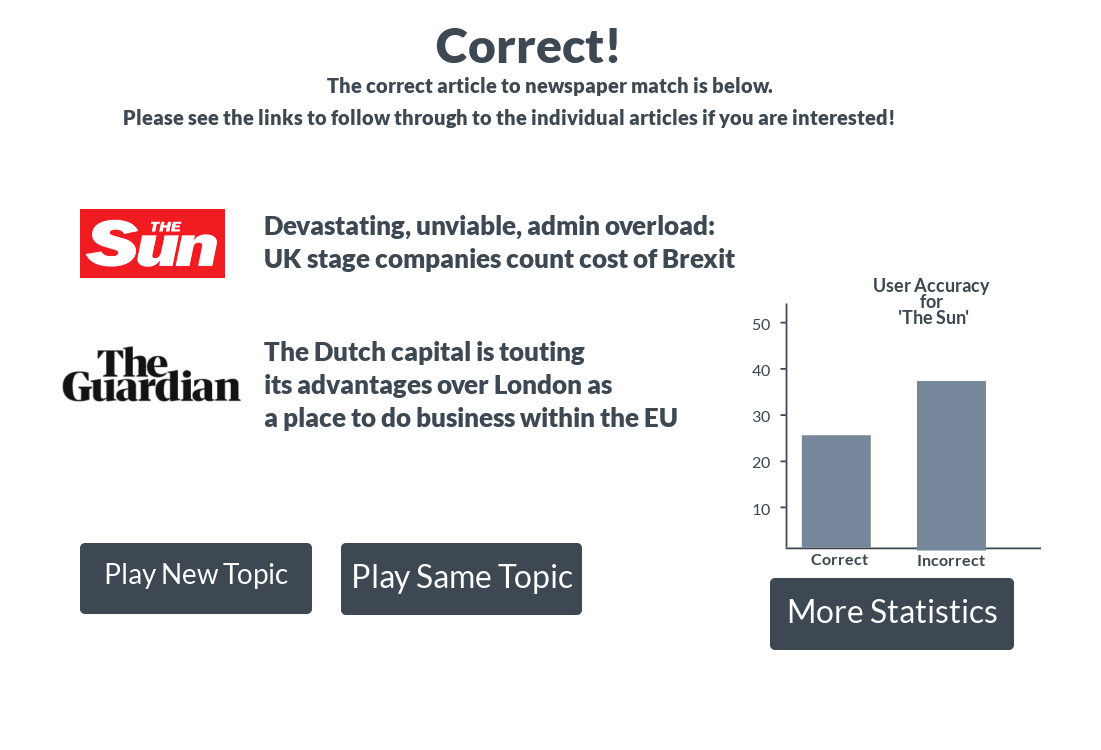 Correct!
The correct article to newspaper match is below.
Please see the links to follow through to the individual articles if you are interested!
THE
Sun
Devastating, unviable, admin overload:
UK stage companies count cost of Brexit
The
Guardian
The Dutch capital is touting
its advantages over London as
a place to do business within the EU
User Accuracy
for
'The Sun'
50
40
30
20
10
Correct
Incorrect
Play New Topic
Play Same Topic
More Statistics